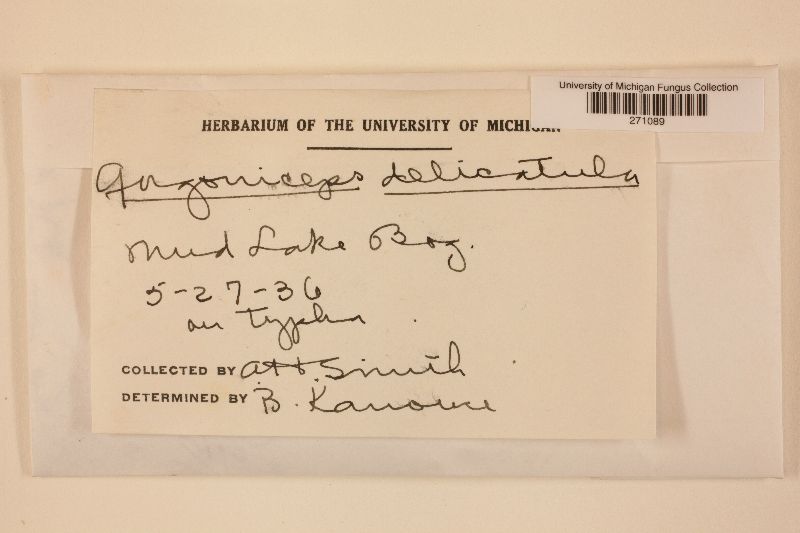 University of Michigan Fungus Collection
271089
HERBARIUM OF THE UNIVERSITY OF MICHIGAN
Gorgoniceps delicatula
Mud Lake Bog.
5-27-36
on Typha
COLLECTED BY A.H. Smith
DETERMINED BY B. Kanouse